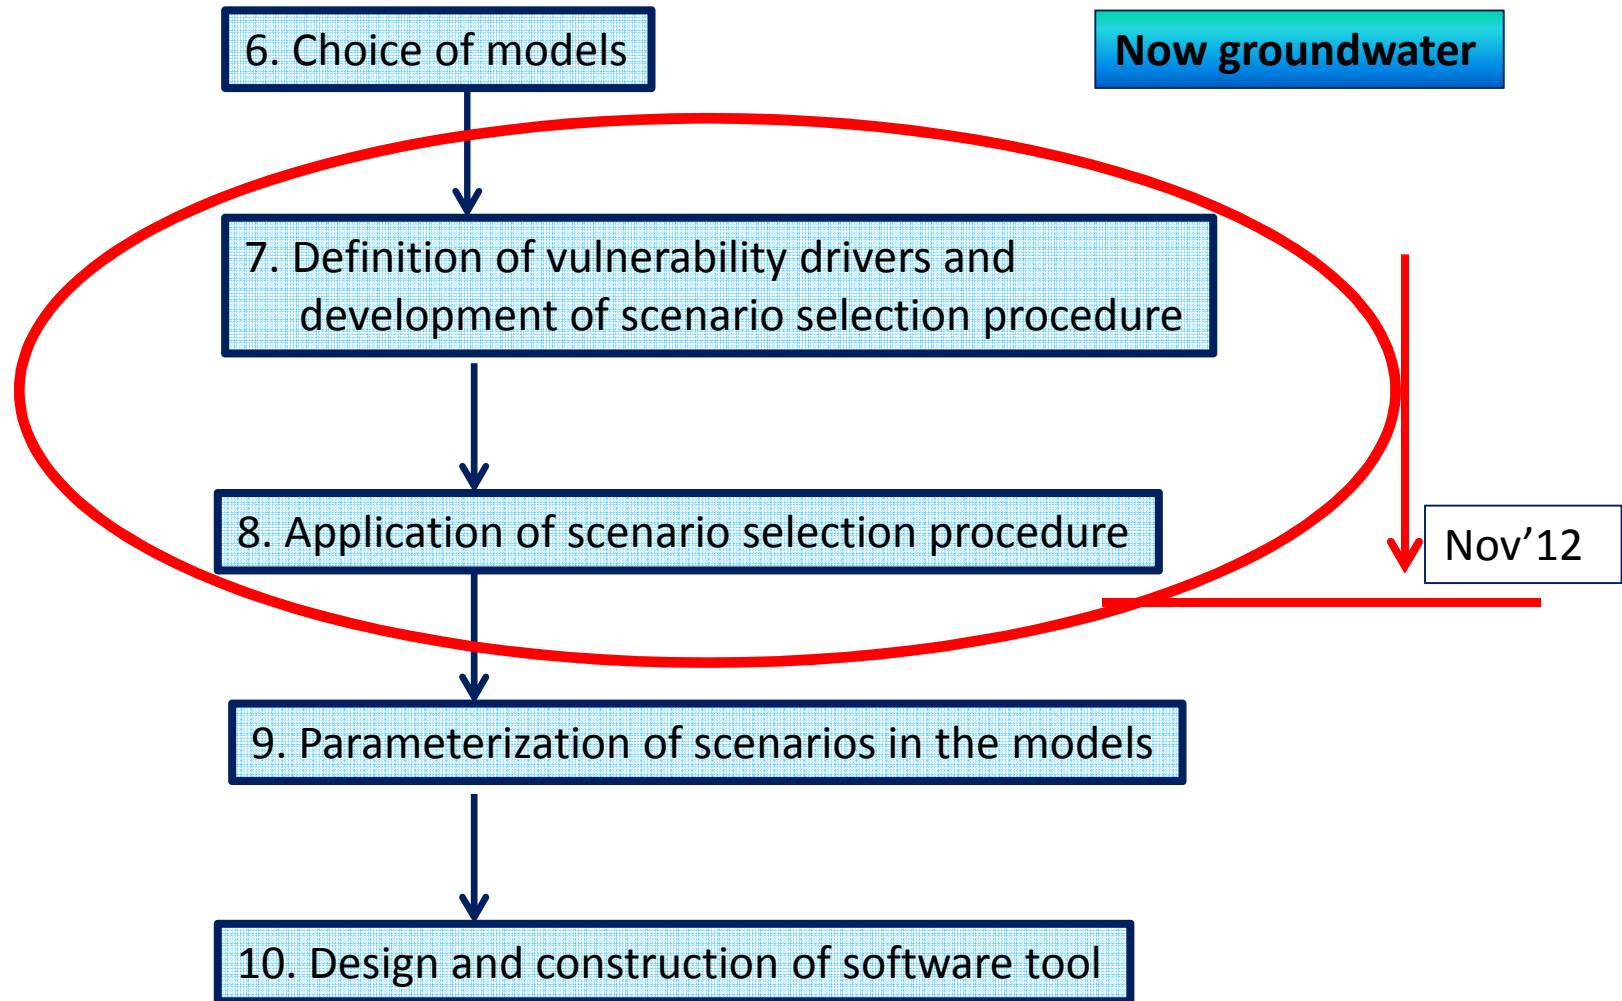 6. Choice of models
Now groundwater
7. Definition of vulnerability drivers and
development of scenario selection procedure
8. Application of scenario selection procedure
Nov’12
9. Parameterization of scenarios in the models
10. Design and construction of software tool